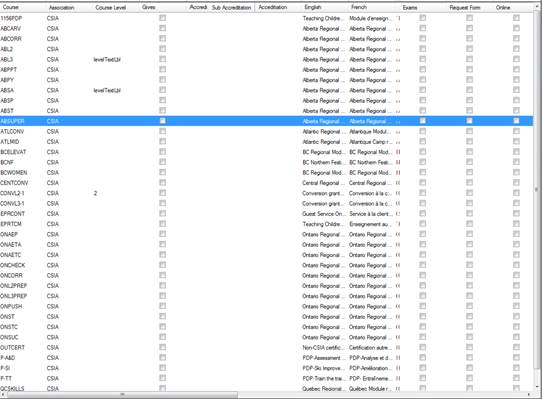 Course Association Course Level Gives Accredi Sub Accreditation Accreditation English French Exams Request Form Online
1156PDP CSIA Teaching Childre... Module d'enseign...
ABCARV CSIA Alberta Regional ... Alberta Regional ...
ABCORR CSIA Alberta Regional ... Alberta Regional ...
ABL2 CSIA Alberta Regional ... Alberta Regional ...
ABL3 CSIA levelTextLbl Alberta Regional ... Alberta Regional ...
ABPPT CSIA Alberta Regional ... Alberta Regional ...
ABPY CSIA Alberta Regional ... Alberta Regional ...
ABSA CSIA levelTextLbl Alberta Regional ... Alberta Regional ...
ABSP CSIA Alberta Regional ... Alberta Regional ...
ABST CSIA Alberta Regional ... Alberta Regional ...
ABSUPER CSIA Alberta Regional ... Alberta Regional ...
ATLCONV CSIA Atlantic Regional ... Atlantique Modul...
ATLMID CSIA Atlantic Regional ... Atlantique Camp r...
BCELEVAT CSIA BC Regional Mod... BC Regional Mod...
BCNF CSIA BC Northern Festi... BC Northern Festi...
BCWOMEN CSIA BC Regional Mod... BC Regional Mod...
CENTCONV CSIA Central Regional ... Central Regional ...
CONVL2-1 CSIA 2 Conversion grant... Conversion à la c...
CONVL3-1 CSIA Conversion grant... Conversion à la c...
EPRCONT CSIA Guest Service On... Service à la client...
EPRTCM CSIA Teaching Childre... Enseignement au...
ONAEP CSIA Ontario Regional ... Ontario Regional ...
ONAETA CSIA Ontario Regional ... Ontario Regional ...
ONAETC CSIA Ontario Regional ... Ontario Regional ...
ONCHECK CSIA Ontario Regional ... Ontario Regional ...
ONCORR CSIA Ontario Regional ... Ontario Regional ...
ONL2PREP CSIA Ontario Regional ... Ontario Regional ...
ONL3PREP CSIA Ontario Regional ... Ontario Regional ...
ONPUSH CSIA Ontario Regional ... Ontario Regional ...
ONST CSIA Ontario Regional ... Ontario Regional ...
ONSTC CSIA Ontario Regional ... Ontario Regional ...
ONSUC CSIA Ontario Regional ... Ontario Regional ...
OUTCERT CSIA Non-CSIA certific... Certification autre...
P-A&D CSIA PDP-Assessment ... PDP-Analyse et d...
P-SI CSIA PDP-Ski Improve... PDP-Amélioration...
P-TT CSIA PDP-Train the trai... PDP- Entraîneme...
QCSKILLS CSIA Québec Regional ... Québec Module r...